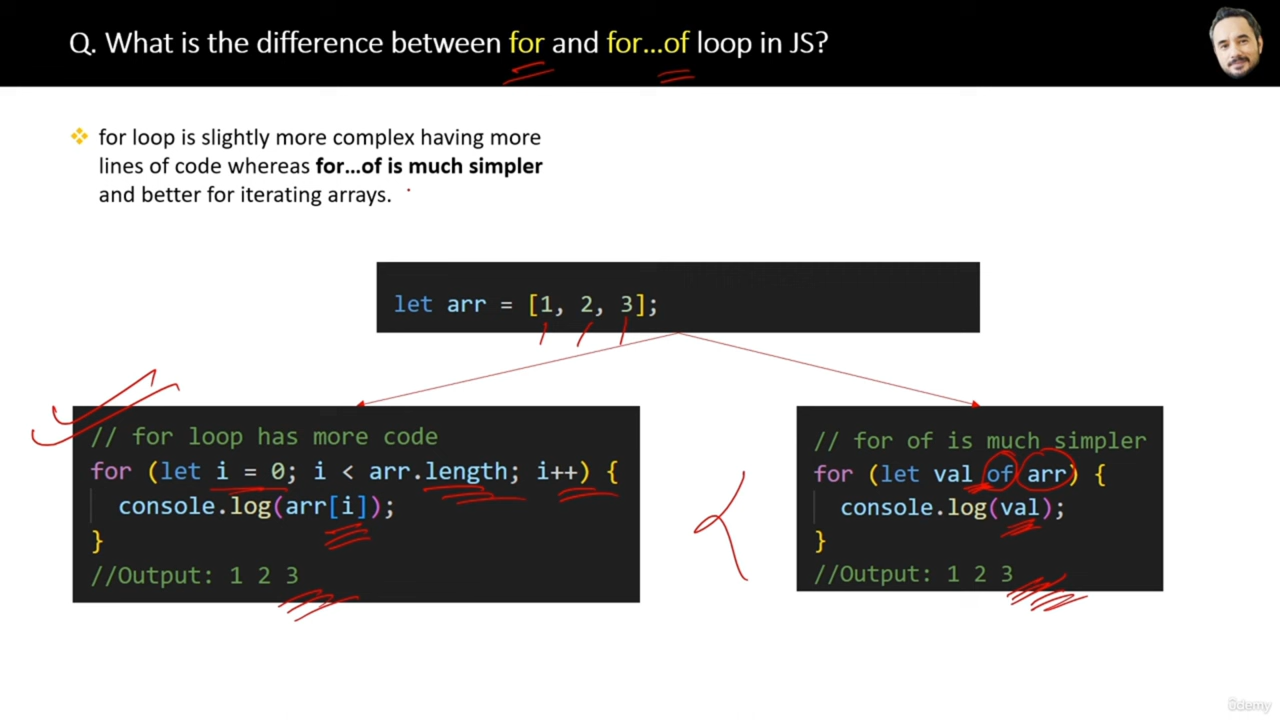 Q. What is the difference between for and for...of loop in JS?
for loop is slightly more complex having more
lines of code whereas for...of is much simpler
and better for iterating arrays.
let arr = [1, 2, 3];
// for loop has more code
for (let i = 0; i < arr.length; i++) {
console.log(arr[i]);
}
//Output: 1 2 3
// for of is much simpler
for (let val of arr) {
console.log(val);
}
//Output: 1 2 3
ûdemy